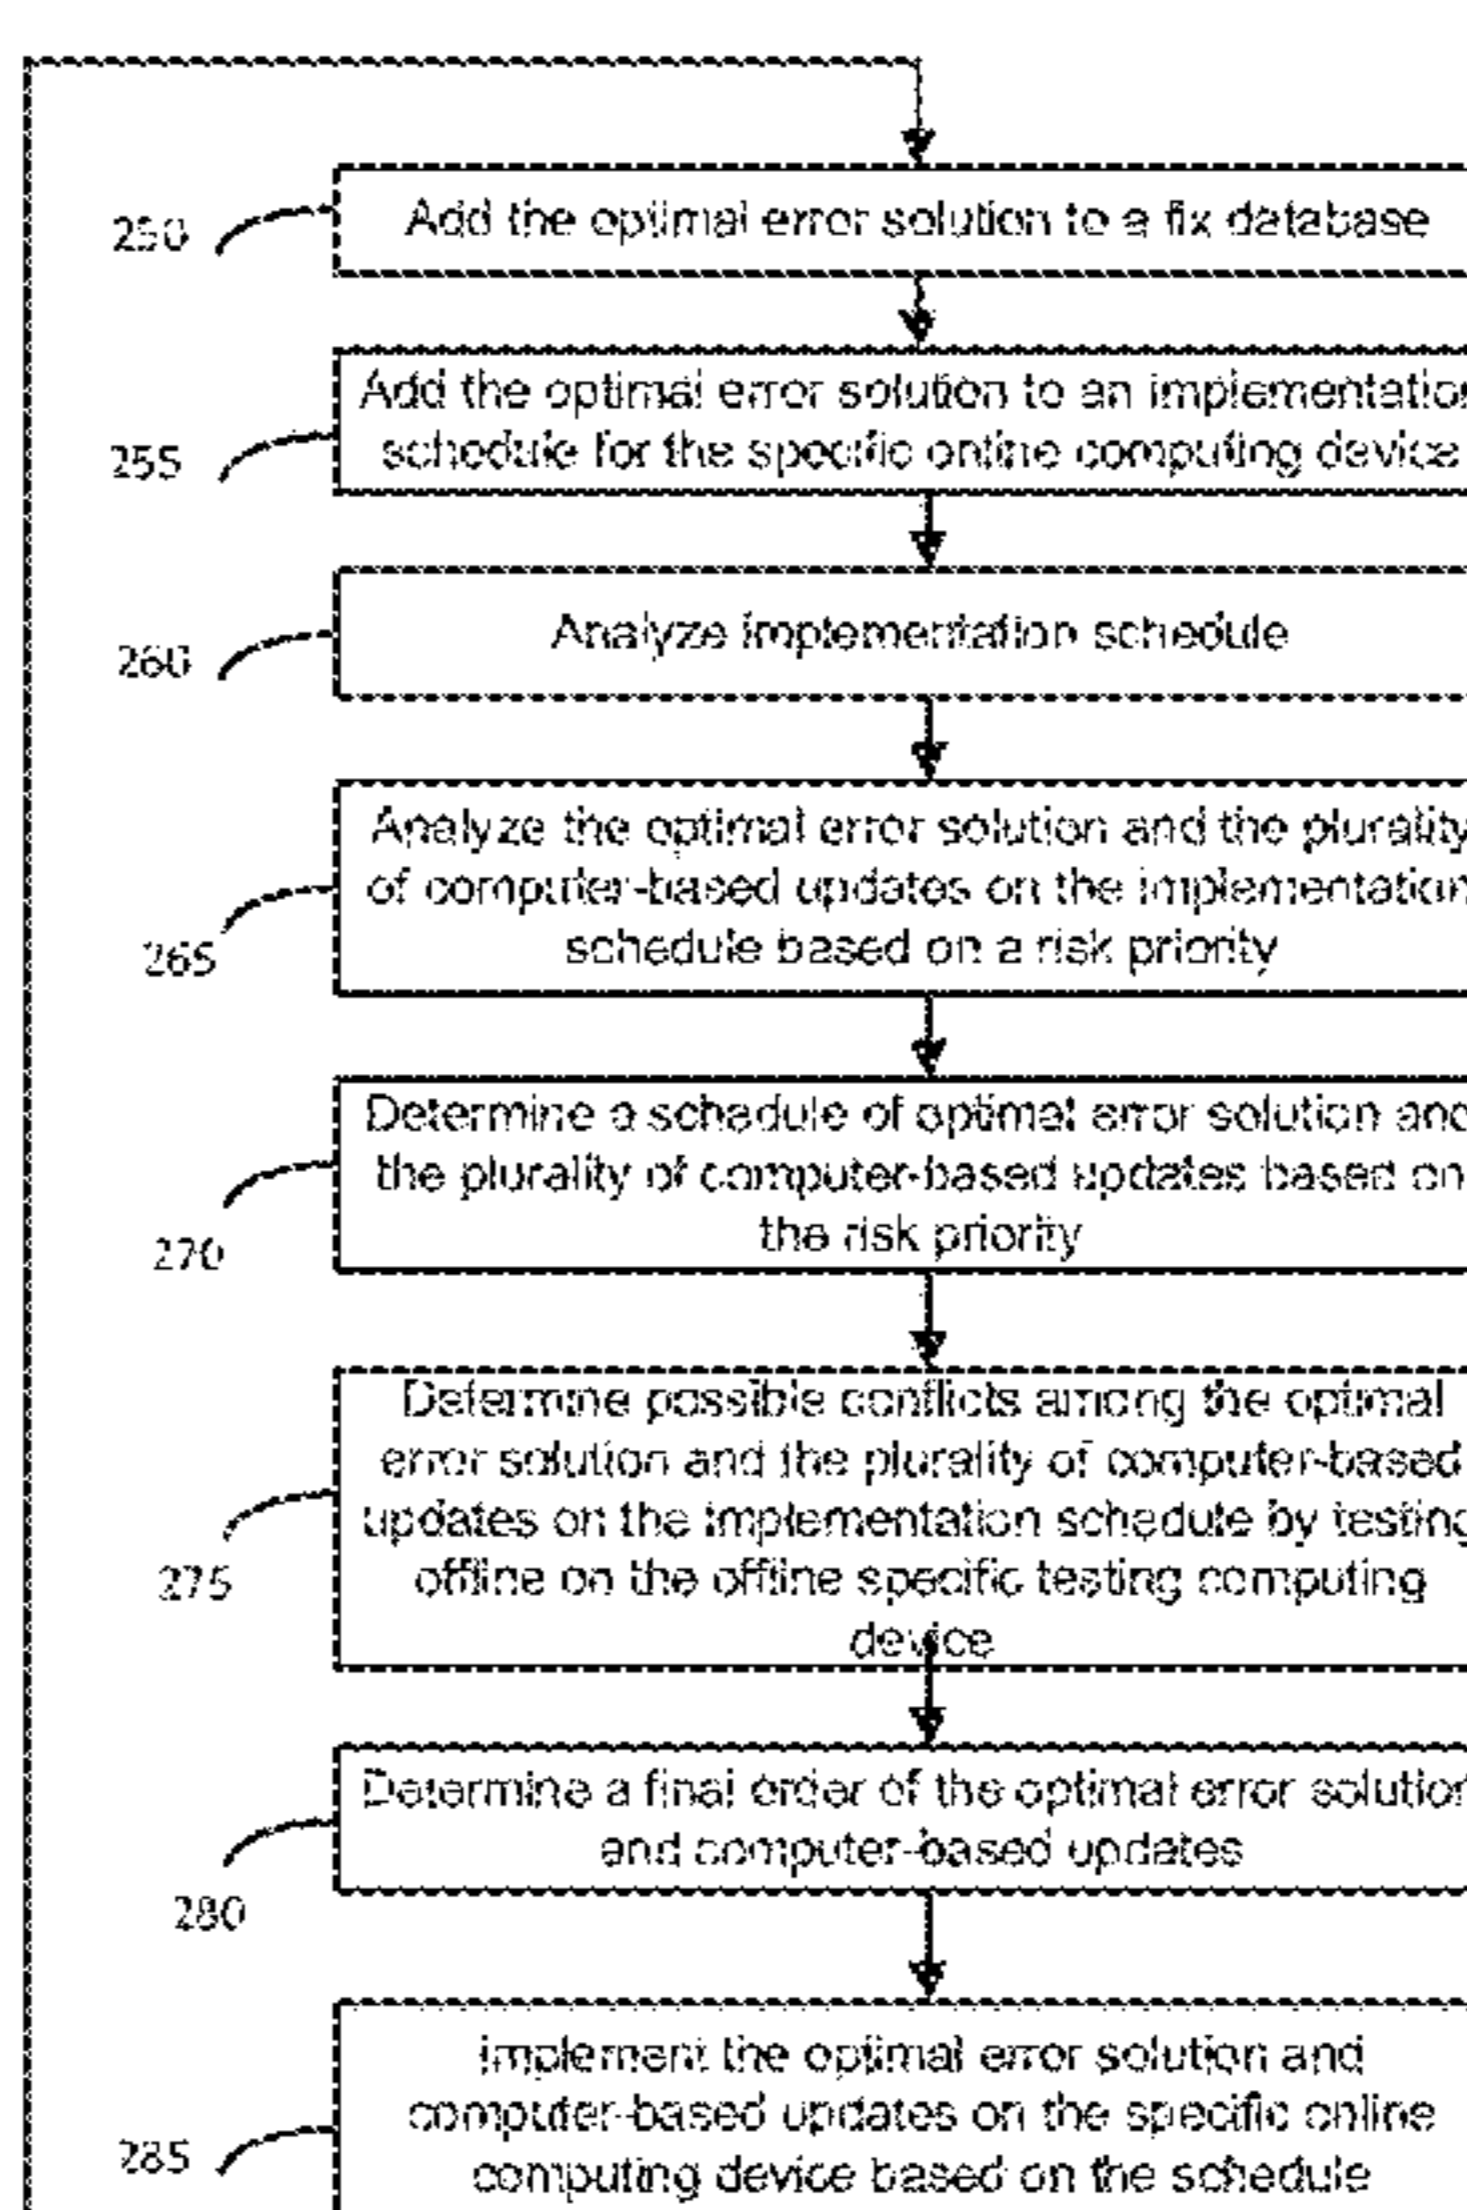 250
Add the optimal error solution to a fix database
Add the optimal error solution to an implementation
schedule for the specific online computing device
255
Analyze implementation schedule
260
Analyze the optimal error solution and the plurality
of computer-based updates on the implementation
schedule based on a risk priority
265
Determine a schedule of optimal error solution and
the plurality of computer-based updates based on
the risk priority
270
Determine possible conflicts among the optimal
error solution and the plurality of computer-based
updates on the implementation schedule by testing
offline on the offline specific testing computing
device
275
Determine a final order of the optimal error solution
and computer-based updates
280
Implement the optimal error solution and
computer-based updates on the specific online
computing device based on the schedule
285